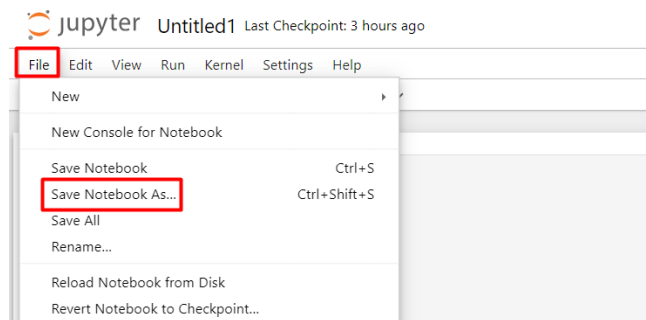 jupyter Untitled1 Last Checkpoint: 3 hours ago
File Edit View Run Kernel Settings Help
New
New Console for Notebook
Save Notebook Ctrl+S
Save Notebook As... Ctrl+Shift+S
Save All
Rename...
Reload Notebook from Disk
Revert Notebook to Checkpoint...